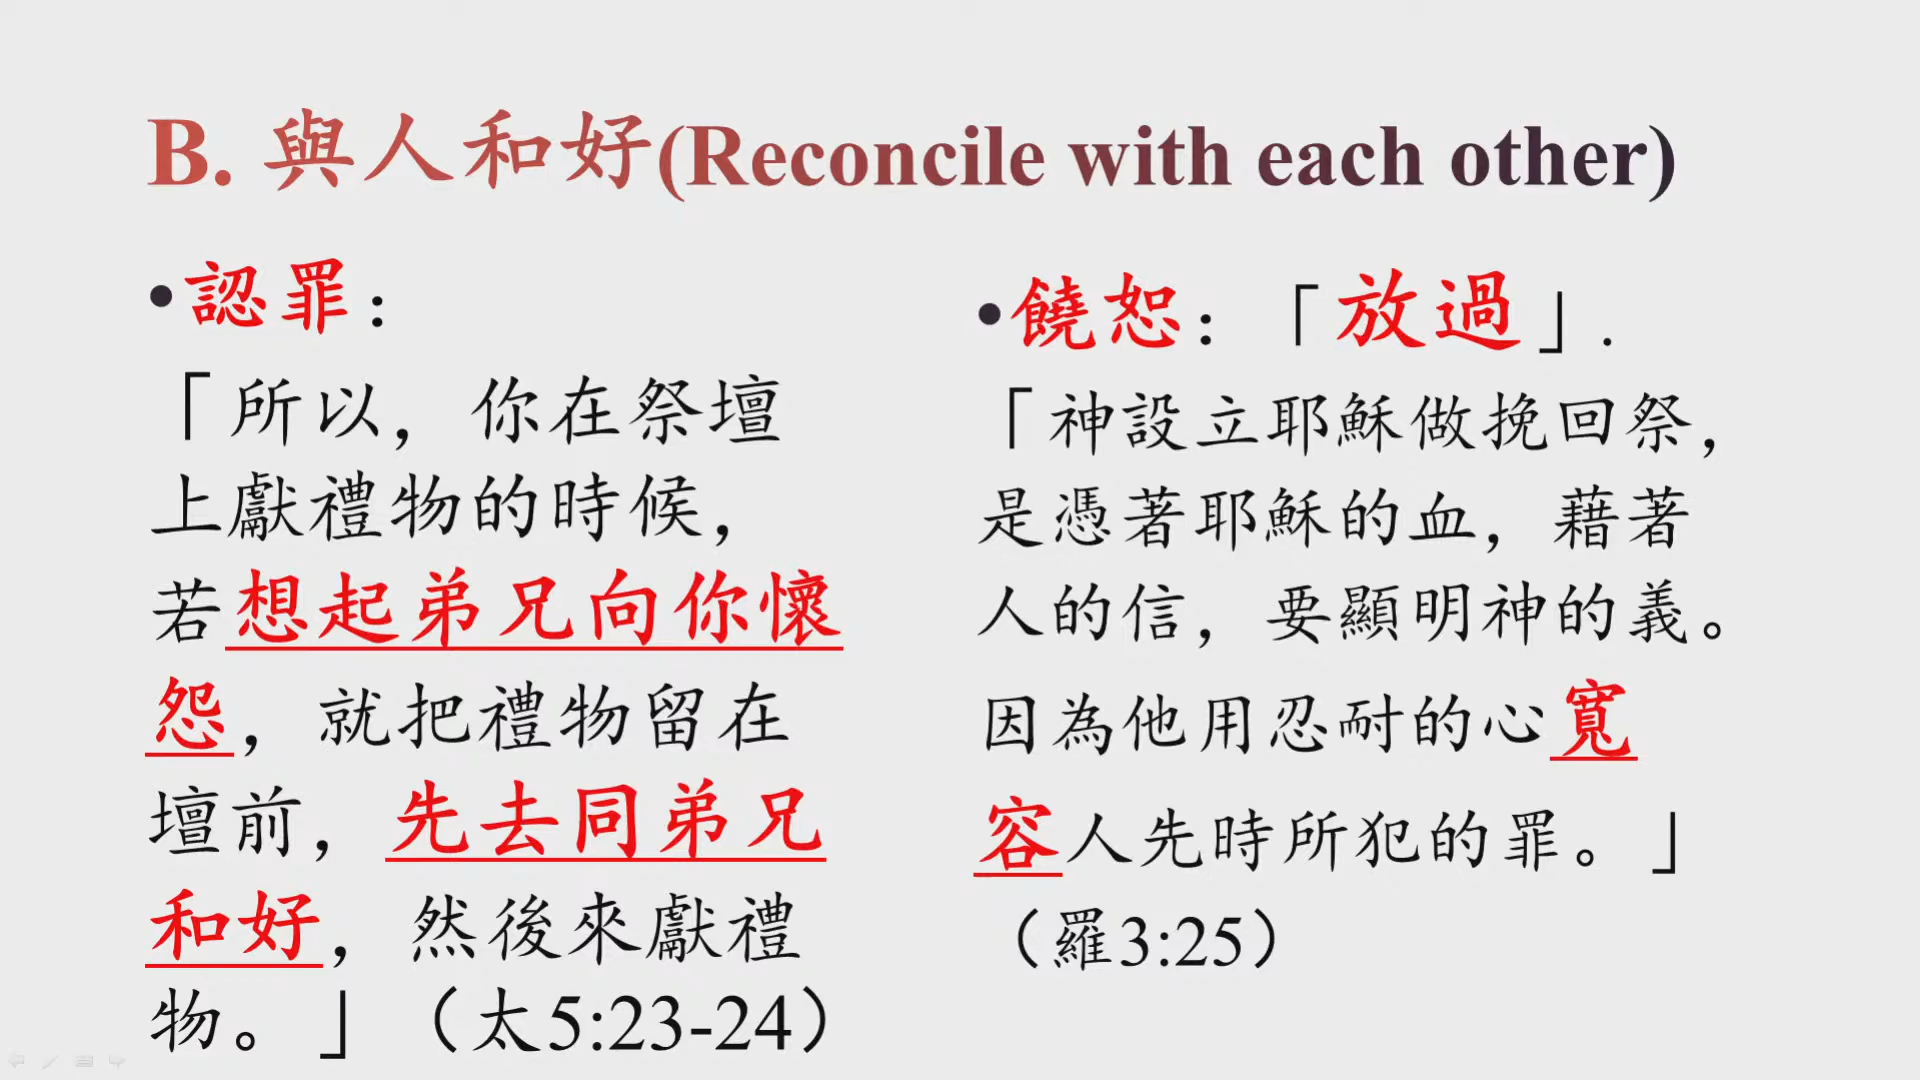 B. 與人和好(Reconcile with each other)
•認罪：
「所以，你在祭壇
上獻禮物的時候，
若想起弟兄向你懷
怨，就把禮物留在
壇前，先去同弟兄
和好，然後來獻禮
物。」（太5:23-24）
•饒恕：「放過」.
「神設立耶穌做挽回祭，
是憑著耶穌的血，藉著
人的信，要顯明神的義。
因為他用忍耐的心寬
容人先時所犯的罪。」
（羅3:25）